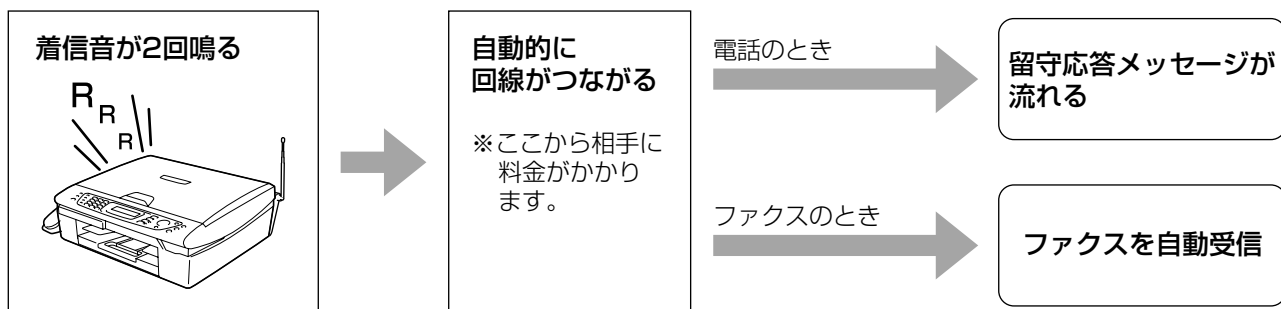 着信音が2回鳴る
R
R
R
自動的に
回線がつながる
※ここから相手に
料金がかかり
ます。
電話のとき
留守応答メッセージが
流れる
ファクスのとき
ファクスを自動受信